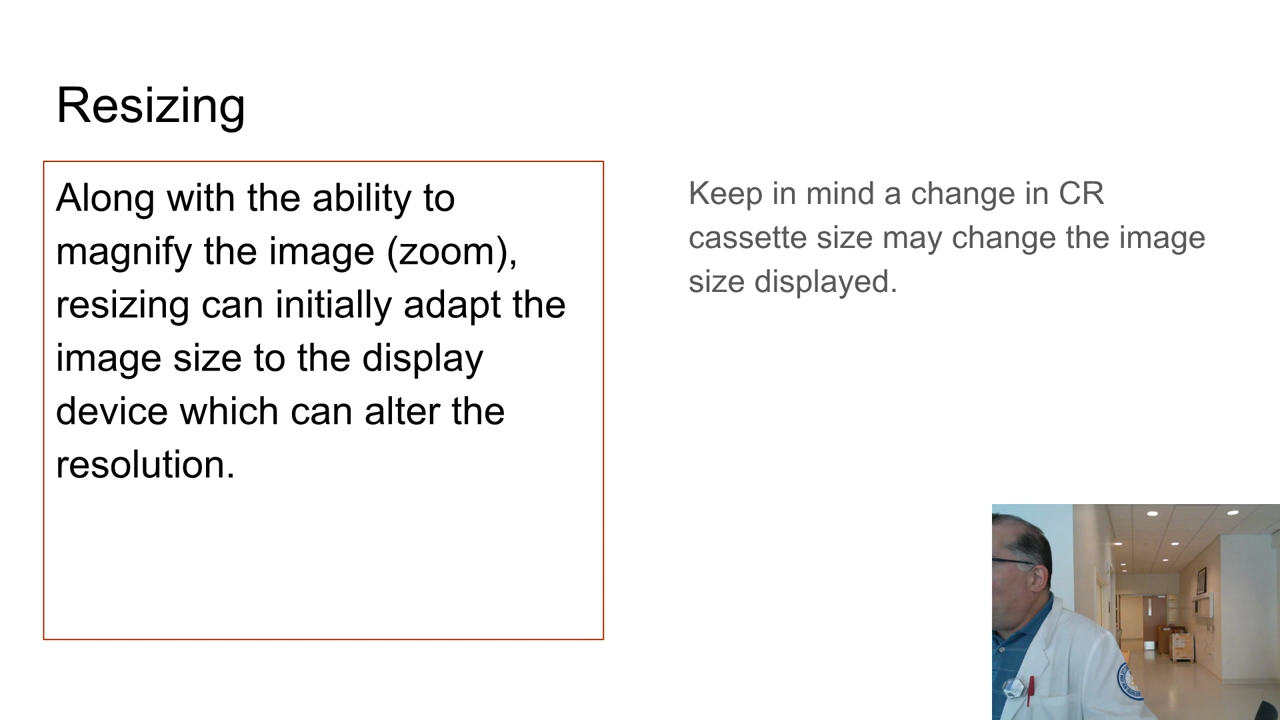 Resizing
Along with the ability to
magnify the image (zoom),
resizing can initially adapt the
image size to the display
device which can alter the
resolution.
Keep in mind a change in CR
cassette size may change the image
size displayed.